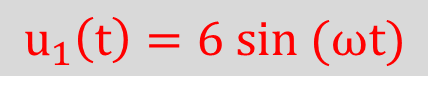 u₁(t) = 6 sin (ωt)